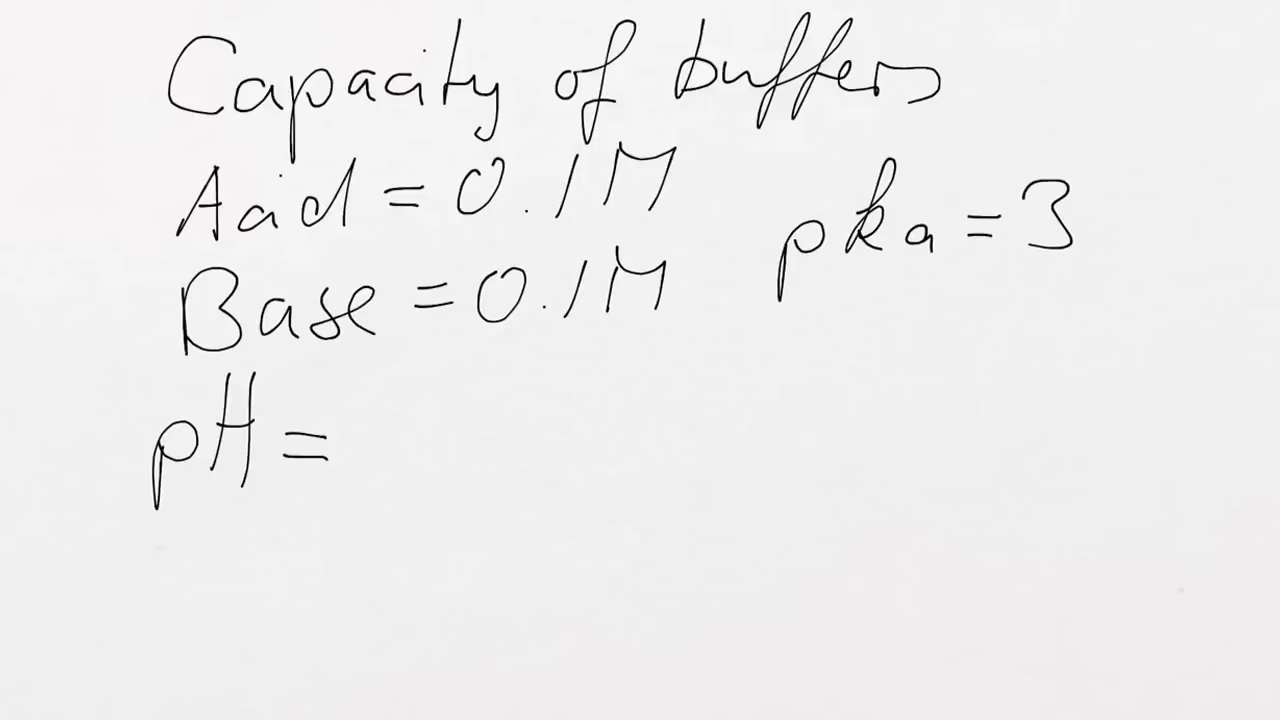 Capacity of buffers
Acid = 0.1M
pka = 3
Base = 0.1M
pH =